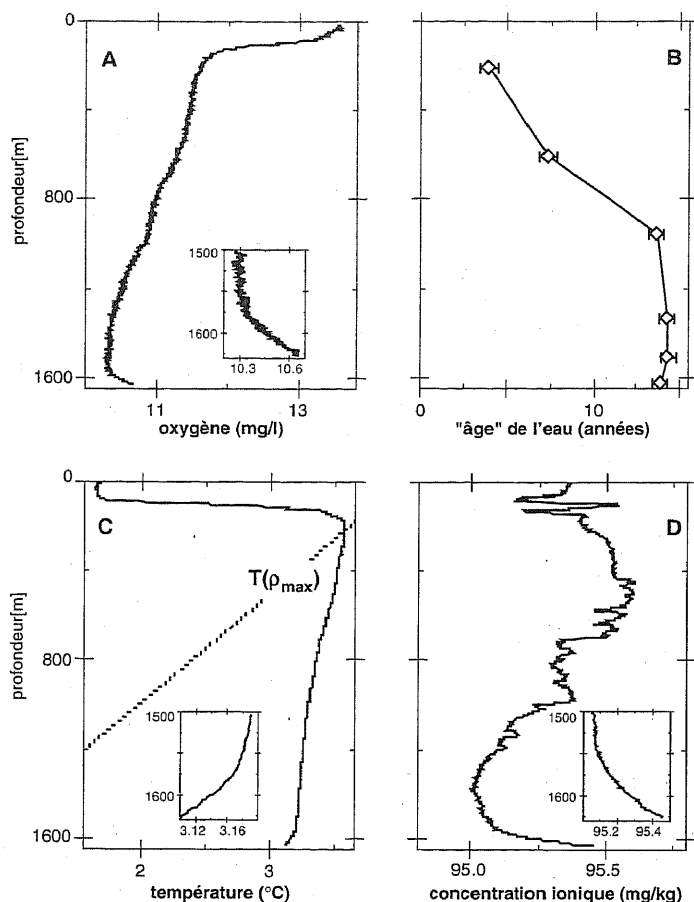 0
A
profondeur[m]
800
1500
1600
10.3 10.6
1600
11 13
oxygène (mg/l)
B
0 10
"âge" de l'eau (années)
0
C
T(ρmax)
profondeur[m]
800
1500
1600
3.12 3.16
1600
2 3
température (°C)
D
1500
1600
95.2 95.4
95.0 95.5
concentration ionique (mg/kg)